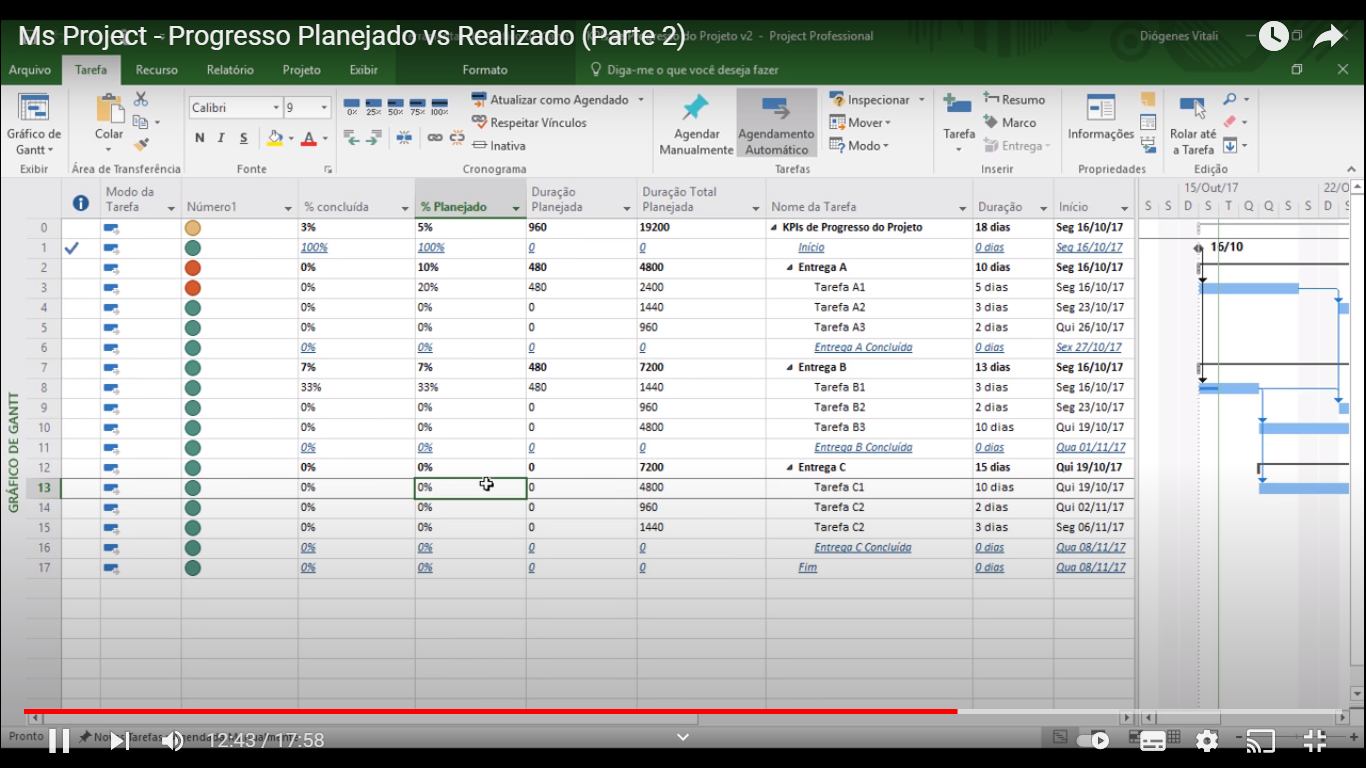 Ms Project - Progresso Planejado vs Realizado (Parte 2)
do Projeto v2 - Project Professional
Diógenes Vitali
Arquivo Tarefa Recurso Relatório Projeto Exibir Formato Diga-me o que você deseja fazer
Gráfico de Gantt
Exibir
Colar
Área de Transferência
Calibri 9
N I S A
Fonte
0% 25% 50% 75% 100%
Atualizar como Agendado
Respeitar Vínculos
Inativa
Cronograma
Agendar Manualmente
Agendamento Automático
Inspecionar
Mover
Modo
Tarefas
Tarefa
Resumo
Marco
Entrega
Inserir
Informações
Propriedades
Rolar até a Tarefa
Edição
Modo da Tarefa Número1 % concluída % Planejado Duração Planejada Duração Total Planejada Nome da Tarefa Duração Início
15/Out/17 22/O
S S D S T Q Q S S D S
0 3% 5% 960 19200 KPIs de Progresso do Projeto 18 dias Seg 16/10/17
1 100% 100% 0 0 Início 0 dias Seg 16/10/17 16/10
2 0% 10% 480 4800 Entrega A 10 dias Seg 16/10/17
3 0% 20% 480 2400 Tarefa A1 5 dias Seg 16/10/17
4 0% 0% 0 1440 Tarefa A2 3 dias Seg 23/10/17
5 0% 0% 0 960 Tarefa A3 2 dias Qui 26/10/17
6 0% 0% 0 0 Entrega A Concluída 0 dias Sex 27/10/17
7 7% 7% 480 7200 Entrega B 13 dias Seg 16/10/17
8 33% 33% 480 1440 Tarefa B1 3 dias Seg 16/10/17
9 0% 0% 0 960 Tarefa B2 2 dias Seg 23/10/17
10 0% 0% 0 4800 Tarefa B3 10 dias Qui 19/10/17
11 0% 0% 0 0 Entrega B Concluída 0 dias Qua 01/11/17
12 0% 0% 0 7200 Entrega C 15 dias Qui 19/10/17
13 0% 0% 0 4800 Tarefa C1 10 dias Qui 19/10/17
14 0% 0% 0 960 Tarefa C2 2 dias Qui 02/11/17
15 0% 0% 0 1440 Tarefa C2 3 dias Seg 06/11/17
16 0% 0% 0 0 Entrega C Concluída 0 dias Qua 08/11/17
17 0% 0% 0 0 Fim 0 dias Qua 08/11/17
GRÁFICO DE GANTT
Pronto
12:43 / 17:58